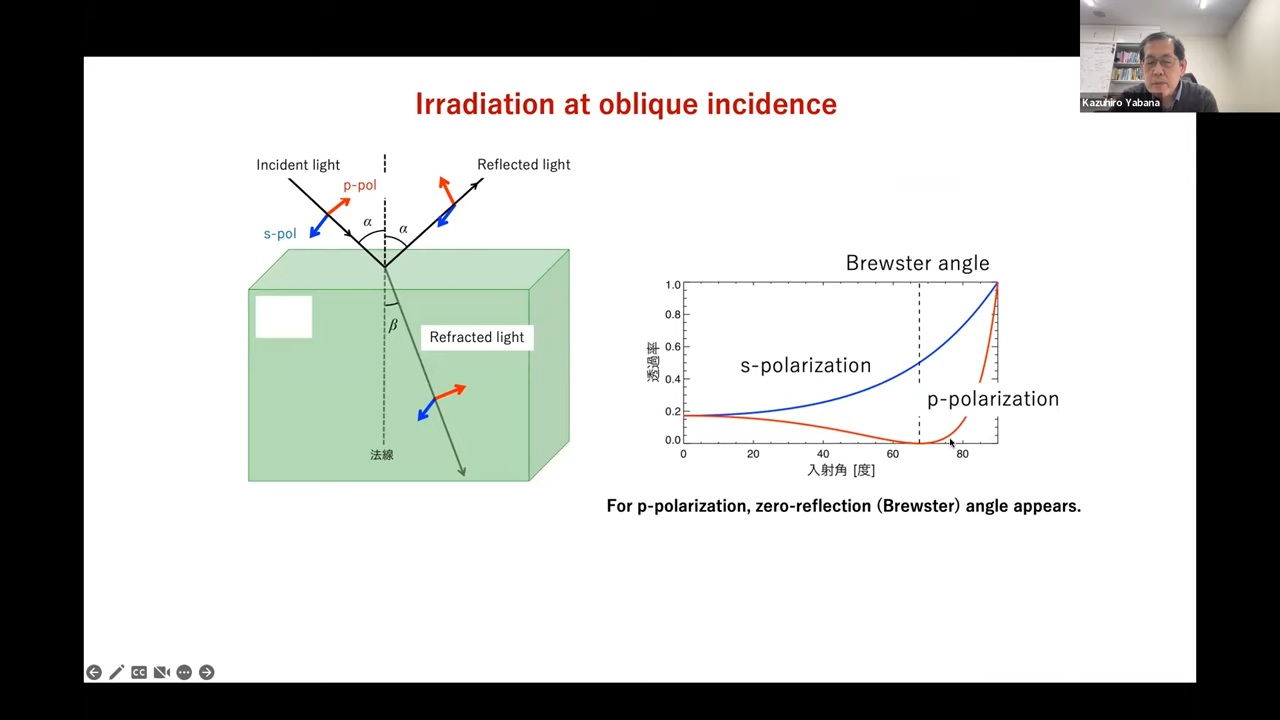 Kazuhiro Yabana
Irradiation at oblique incidence
Incident light
Reflected light
p-pol
s-pol
α
α
β
Refracted light
法線
Brewster angle
1.0
0.8
0.6
0.4
0.2
0.0
透過率
s-polarization
p-polarization
0
20
40
60
80
入射角 [度]
For p-polarization, zero-reflection (Brewster) angle appears.
CC